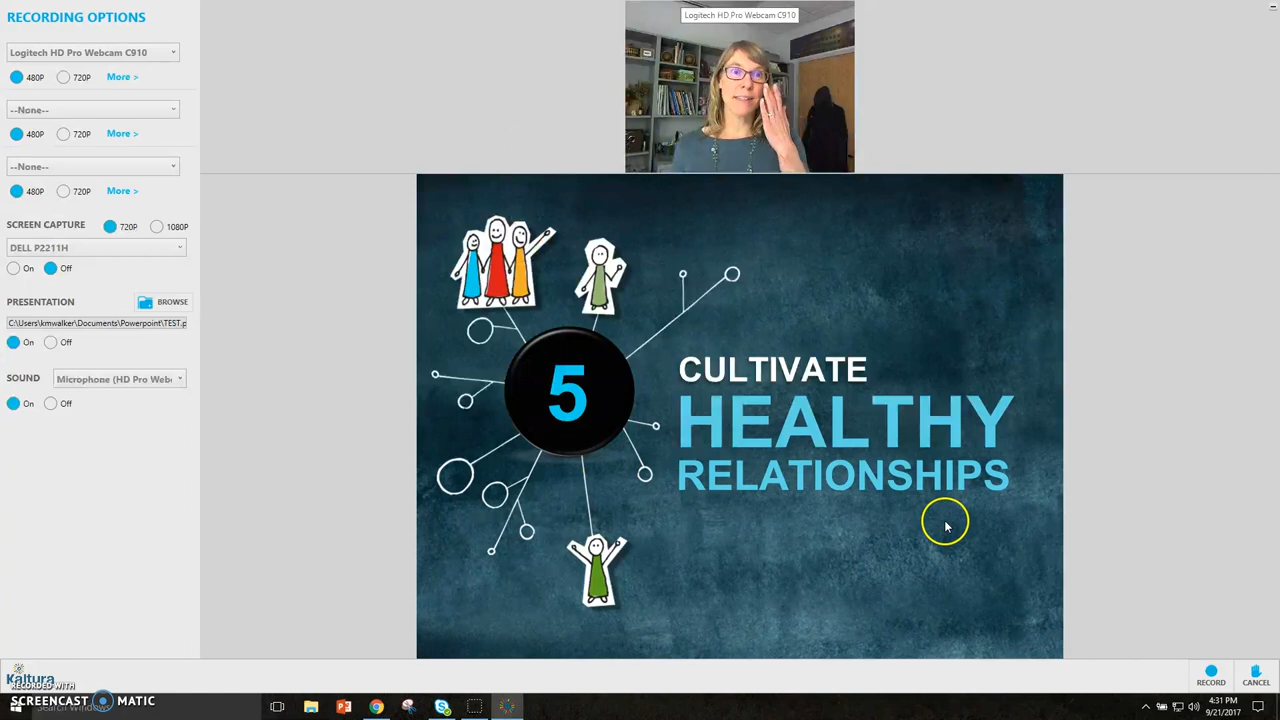 RECORDING OPTIONS
Logitech HD Pro Webcam C910
Logitech HD Pro Webcam C910
480P 720P More >
--None--
480P 720P More >
--None--
480P 720P More >
SCREEN CAPTURE 720P 1080P
DELL P2211H
On Off
PRESENTATION BROWSE
C:\Users\kmwalker\Documents\Powerpoint\TEST.p
On Off
SOUND Microphone (HD Pro Web
On Off
5
CULTIVATE
HEALTHY
RELATIONSHIPS
Kaltura
RECORDED WITH
SCREENCAST MATIC
Search Windows
RECORD CANCEL
4:31 PM
9/21/2017